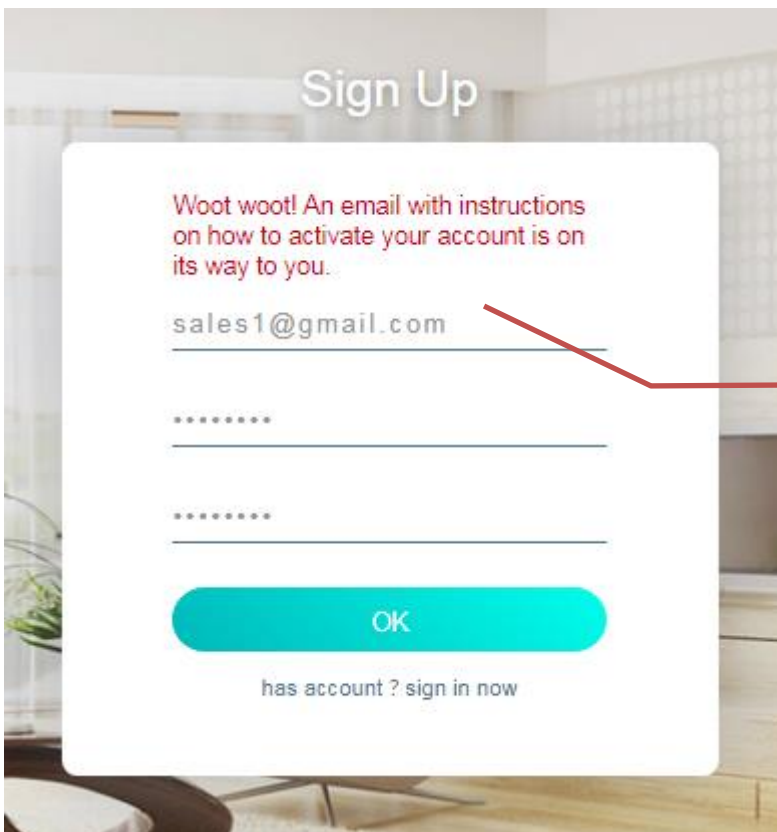 Sign Up
Woot woot! An email with instructions
on how to activate your account is on
its way to you.
sales1@gmail.com
••••••••
••••••••
OK
has account ? sign in now